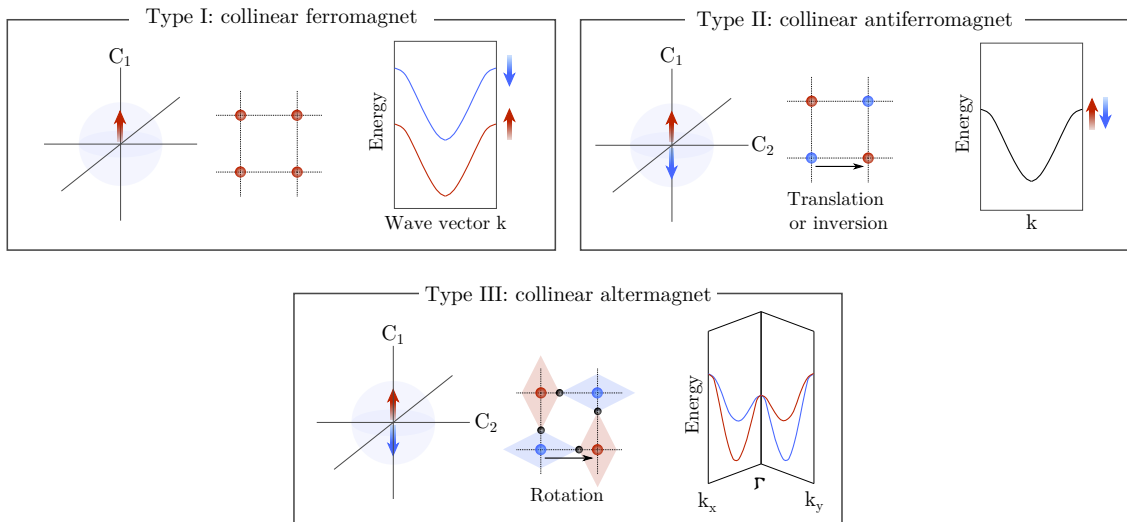 Type I: collinear ferromagnet
C1
Energy
Wave vector k
Type II: collinear antiferromagnet
C1
C2
Translation
or inversion
Energy
k
Type III: collinear altermagnet
C1
C2
Rotation
Energy
kx
Γ
ky